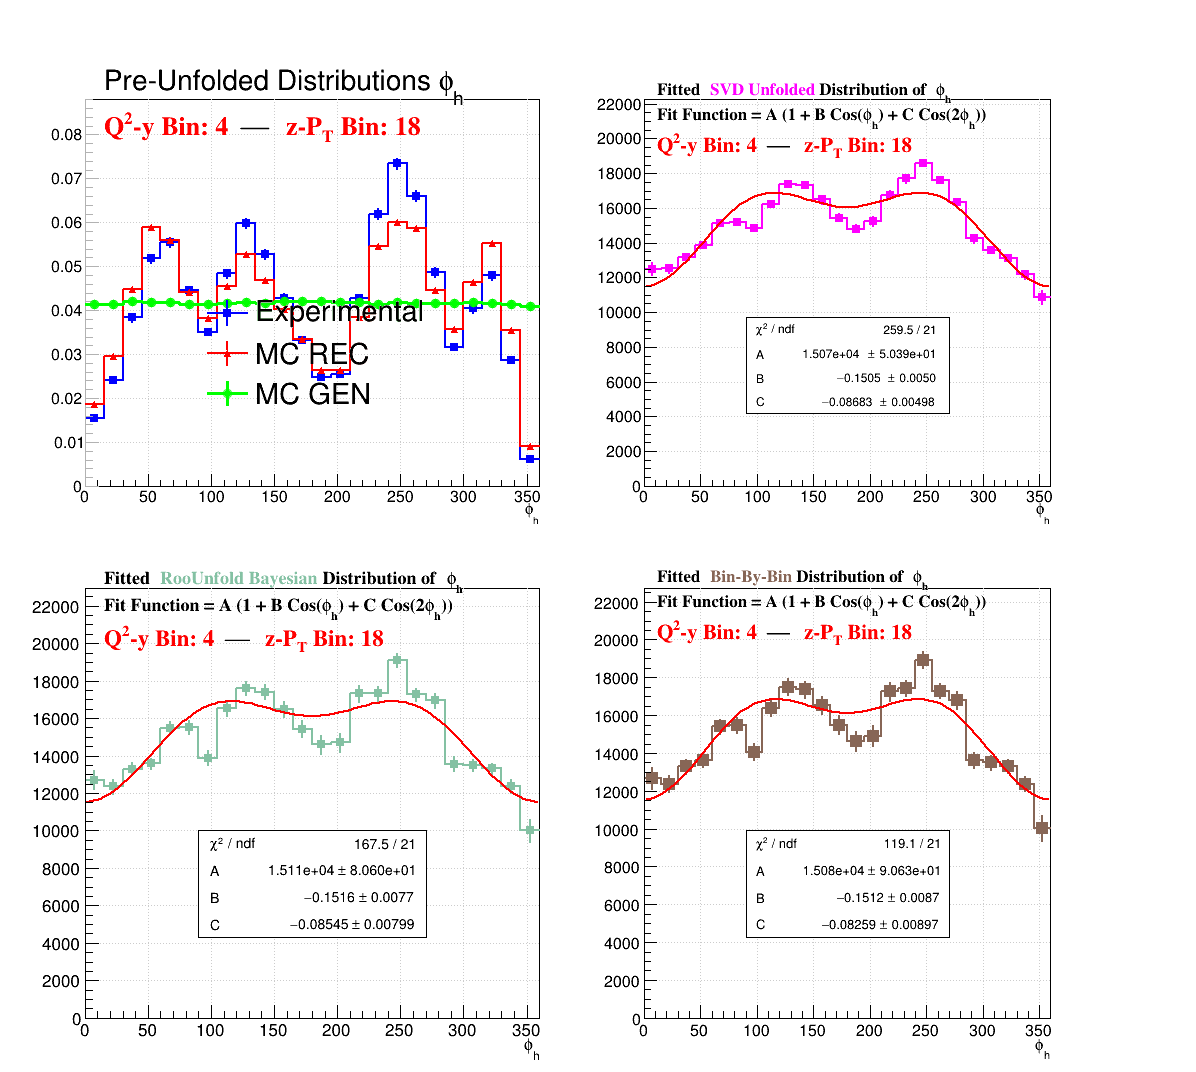 Pre-Unfolded Distributions ϕh
Q2-y Bin: 4 — z-PT Bin: 18
0.08
0.07
0.06
0.05
0.04
0.03
0.02
0.01
0
Experimental
MC REC
MC GEN
0 50 100 150 200 250 300 350
ϕh
Fitted SVD Unfolded Distribution of ϕh
Fit Function = A (1 + B Cos(ϕh) + C Cos(2ϕh))
Q2-y Bin: 4 — z-PT Bin: 18
22000
20000
18000
16000
14000
12000
10000
8000
6000
4000
2000
0
χ2 / ndf 259.5 / 21
A 1.507e+04 ± 5.039e+01
B −0.1505 ± 0.0050
C −0.08683 ± 0.00498
0 50 100 150 200 250 300 350
ϕh
Fitted RooUnfold Bayesian Distribution of ϕh
Fit Function = A (1 + B Cos(ϕh) + C Cos(2ϕh))
Q2-y Bin: 4 — z-PT Bin: 18
22000
20000
18000
16000
14000
12000
10000
8000
6000
4000
2000
0
χ2 / ndf 167.5 / 21
A 1.511e+04 ± 8.060e+01
B −0.1516 ± 0.0077
C −0.08545 ± 0.00799
0 50 100 150 200 250 300 350
ϕh
Fitted Bin-By-Bin Distribution of ϕh
Fit Function = A (1 + B Cos(ϕh) + C Cos(2ϕh))
Q2-y Bin: 4 — z-PT Bin: 18
22000
20000
18000
16000
14000
12000
10000
8000
6000
4000
2000
0
χ2 / ndf 119.1 / 21
A 1.508e+04 ± 9.063e+01
B −0.1512 ± 0.0087
C −0.08259 ± 0.00897
0 50 100 150 200 250 300 350
ϕh